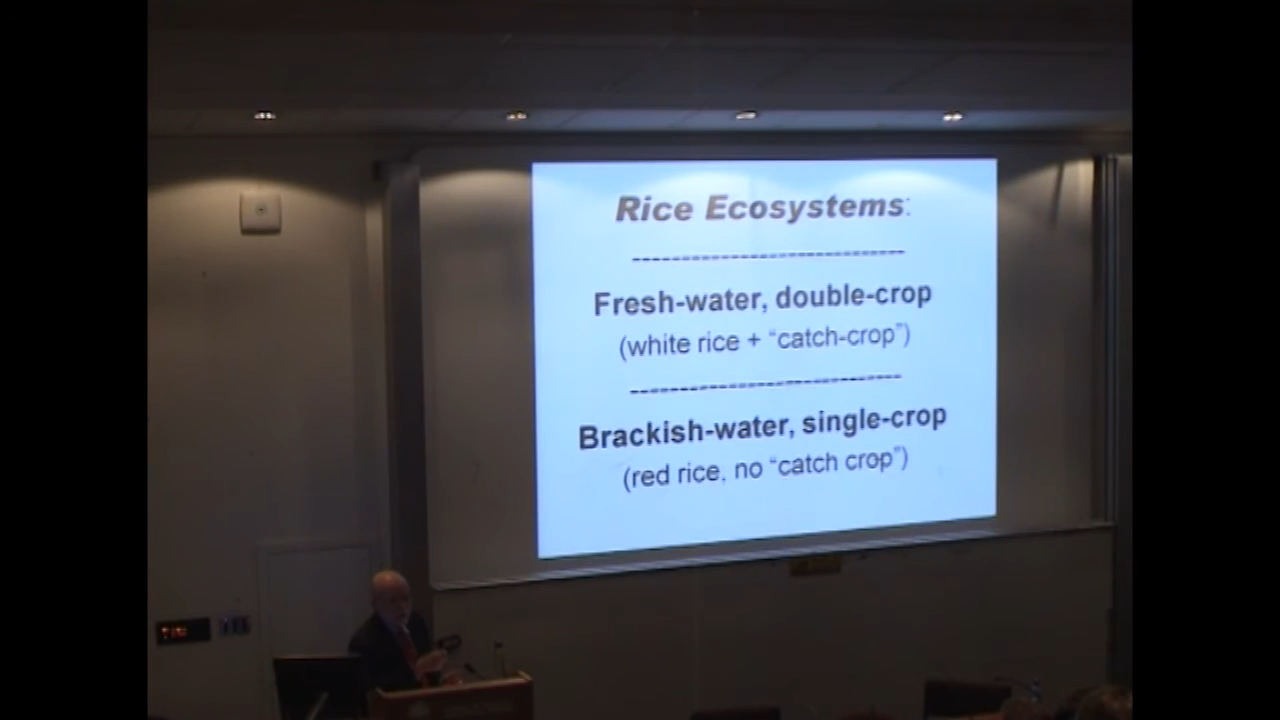 Rice Ecosystems:
----------------------------
Fresh-water, double-crop
(white rice + “catch-crop”)
----------------------------
Brackish-water, single-crop
(red rice, no “catch crop”)